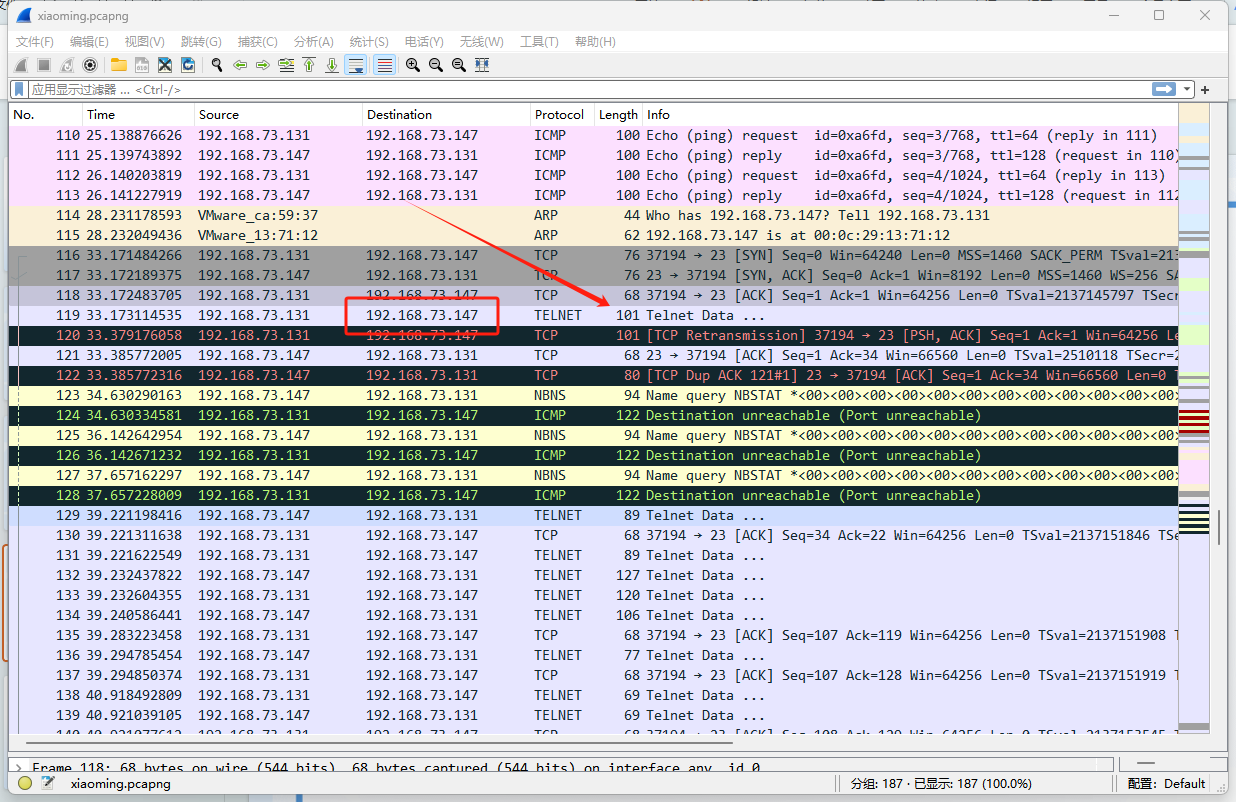 xiaoming.pcapng
文件(F) 编辑(E) 视图(V) 跳转(G) 捕获(C) 分析(A) 统计(S) 电话(Y) 无线(W) 工具(T) 帮助(H)
应用显示过滤器 … <Ctrl-/>
No. Time Source Destination Protocol Length Info
110 25.138876626 192.168.73.131 192.168.73.147 ICMP 100 Echo (ping) request id=0xa6fd, seq=3/768, ttl=64 (reply in 111)
111 25.139743892 192.168.73.147 192.168.73.131 ICMP 100 Echo (ping) reply id=0xa6fd, seq=3/768, ttl=128 (request in 110)
112 26.140203819 192.168.73.131 192.168.73.147 ICMP 100 Echo (ping) request id=0xa6fd, seq=4/1024, ttl=64 (reply in 113)
113 26.141227919 192.168.73.147 192.168.73.131 ICMP 100 Echo (ping) reply id=0xa6fd, seq=4/1024, ttl=128 (request in 112
114 28.231178593 VMware_ca:59:37 ARP 44 Who has 192.168.73.147? Tell 192.168.73.131
115 28.232049436 VMware_13:71:12 ARP 62 192.168.73.147 is at 00:0c:29:13:71:12
116 33.171484266 192.168.73.131 192.168.73.147 TCP 76 37194 → 23 [SYN] Seq=0 Win=64240 Len=0 MSS=1460 SACK_PERM TSval=213
117 33.172189375 192.168.73.147 192.168.73.131 TCP 76 23 → 37194 [SYN, ACK] Seq=0 Ack=1 Win=8192 Len=0 MSS=1460 WS=256 SA
118 33.172483705 192.168.73.131 192.168.73.147 TCP 68 37194 → 23 [ACK] Seq=1 Ack=1 Win=64256 Len=0 TSval=2137145797 TSecr
119 33.173114535 192.168.73.131 192.168.73.147 TELNET 101 Telnet Data ...
120 33.379176058 192.168.73.131 192.168.73.147 TCP 101 [TCP Retransmission] 37194 → 23 [PSH, ACK] Seq=1 Ack=1 Win=64256 Le
121 33.385772005 192.168.73.147 192.168.73.131 TCP 68 23 → 37194 [ACK] Seq=1 Ack=34 Win=66560 Len=0 TSval=2510118 TSecr=2
122 33.385772316 192.168.73.147 192.168.73.131 TCP 80 [TCP Dup ACK 121#1] 23 → 37194 [ACK] Seq=1 Ack=34 Win=66560 Len=0 T
123 34.630290163 192.168.73.147 192.168.73.131 NBNS 94 Name query NBSTAT *<00><00><00><00><00><00><00><00><00><00><00><00>
124 34.630334581 192.168.73.131 192.168.73.147 ICMP 122 Destination unreachable (Port unreachable)
125 36.142642954 192.168.73.147 192.168.73.131 NBNS 94 Name query NBSTAT *<00><00><00><00><00><00><00><00><00><00><00><00>
126 36.142671232 192.168.73.131 192.168.73.147 ICMP 122 Destination unreachable (Port unreachable)
127 37.657162297 192.168.73.147 192.168.73.131 NBNS 94 Name query NBSTAT *<00><00><00><00><00><00><00><00><00><00><00><00>
128 37.657228009 192.168.73.131 192.168.73.147 ICMP 122 Destination unreachable (Port unreachable)
129 39.221198416 192.168.73.147 192.168.73.131 TELNET 89 Telnet Data ...
130 39.221311638 192.168.73.131 192.168.73.147 TCP 68 37194 → 23 [ACK] Seq=34 Ack=22 Win=64256 Len=0 TSval=2137151846 TSe
131 39.221622549 192.168.73.131 192.168.73.147 TELNET 89 Telnet Data ...
132 39.232437822 192.168.73.147 192.168.73.131 TELNET 127 Telnet Data ...
133 39.232604355 192.168.73.131 192.168.73.147 TELNET 120 Telnet Data ...
134 39.240586441 192.168.73.147 192.168.73.131 TELNET 106 Telnet Data ...
135 39.283223458 192.168.73.131 192.168.73.147 TCP 68 37194 → 23 [ACK] Seq=107 Ack=119 Win=64256 Len=0 TSval=2137151908 T
136 39.294785454 192.168.73.147 192.168.73.131 TELNET 77 Telnet Data ...
137 39.294850374 192.168.73.131 192.168.73.147 TCP 68 37194 → 23 [ACK] Seq=107 Ack=128 Win=64256 Len=0 TSval=2137151919 T
138 40.918492809 192.168.73.131 192.168.73.147 TELNET 69 Telnet Data ...
139 40.921039105 192.168.73.147 192.168.73.131 TELNET 69 Telnet Data ...
140 40.921077612 192.168.73.131 192.168.73.147 TCP 68 37194 → 23 [ACK] Seq=108 Ack=129 Win=64256 Len=0 TSval=2137153545 T
Frame 118: 68 bytes on wire (544 bits), 68 bytes captured (544 bits) on interface any, id 0
xiaoming.pcapng 分组: 187 · 已显示: 187 (100.0%) 配置: Default